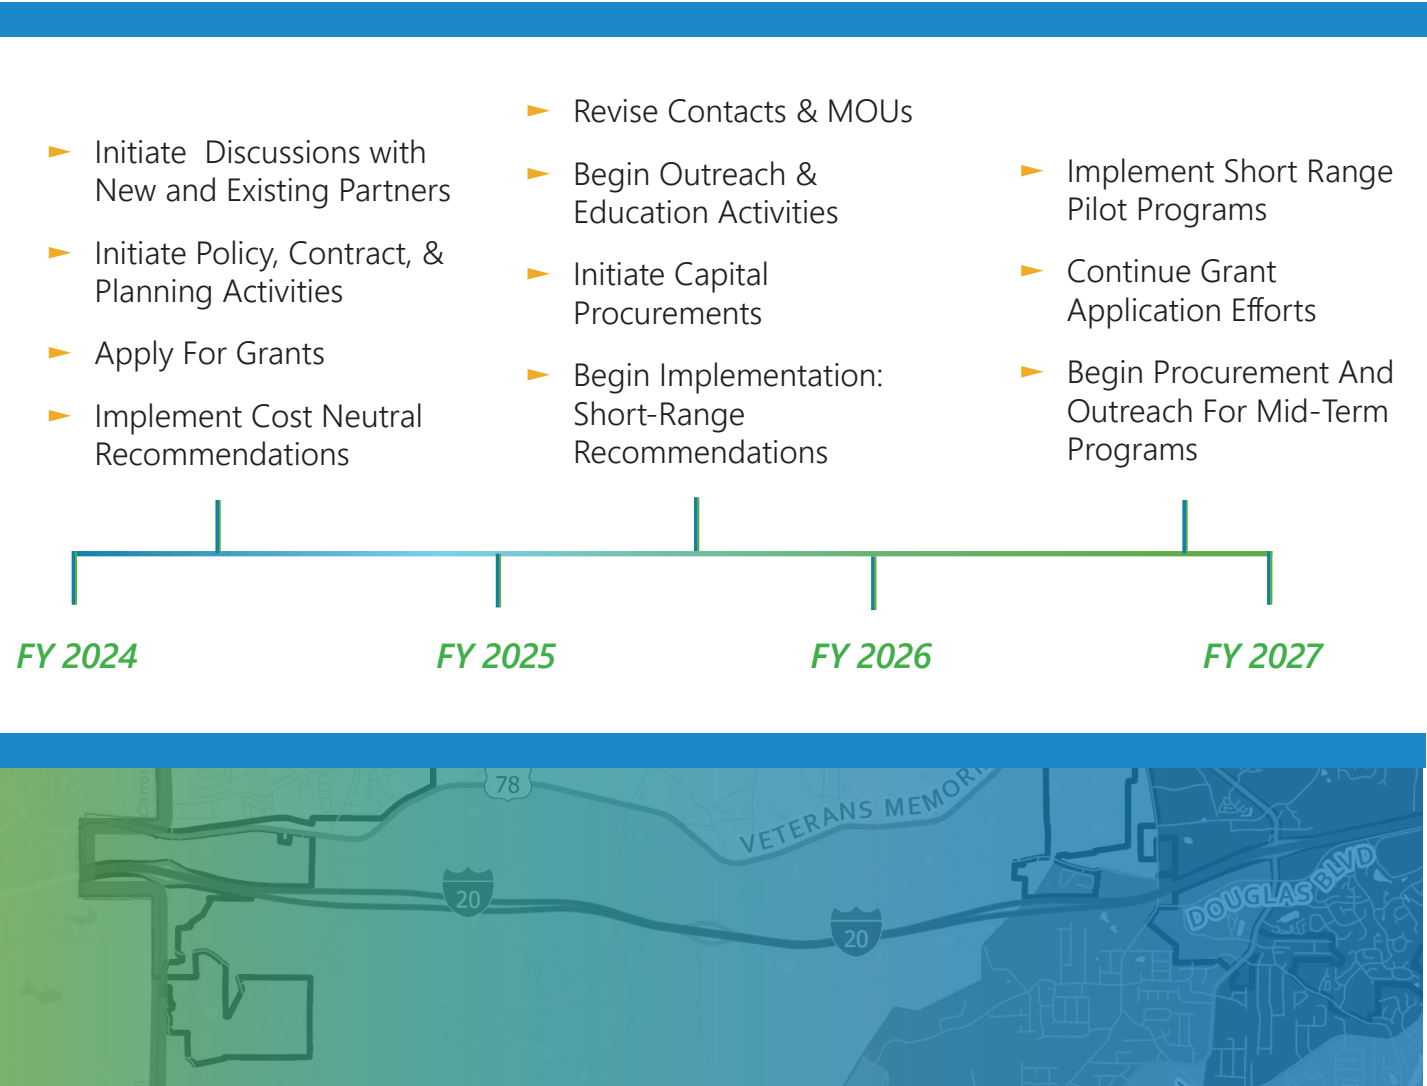 Initiate Discussions with
New and Existing Partners
Initiate Policy, Contract, &
Planning Activities
Apply For Grants
Implement Cost Neutral
Recommendations
Revise Contacts & MOUs
Begin Outreach &
Education Activities
Initiate Capital
Procurements
Begin Implementation:
Short-Range
Recommendations
Implement Short Range
Pilot Programs
Continue Grant
Application Efforts
Begin Procurement And
Outreach For Mid-Term
Programs
FY 2024
FY 2025
FY 2026
FY 2027
78
VETERANS MEMORI
20
20
DOUGLAS BLVD